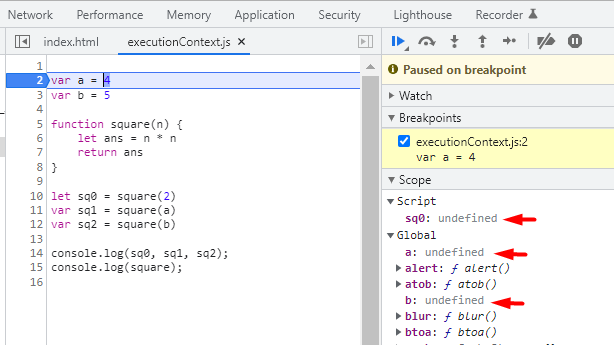 Network Performance Memory Application Security Lighthouse Recorder
index.html executionContext.js ×
Paused on breakpoint
Watch
Breakpoints
executionContext.js:2
var a = 4
Scope
Script
sq0: undefined
Global
a: undefined
alert: ƒ alert()
atob: ƒ atob()
b: undefined
blur: ƒ blur()
btoa: ƒ btoa()
1
2 var a = 4
3 var b = 5
4
5 function square(n) {
6 let ans = n * n
7 return ans
8 }
9
10 let sq0 = square(2)
11 var sq1 = square(a)
12 var sq2 = square(b)
13
14 console.log(sq0, sq1, sq2);
15 console.log(square);
16